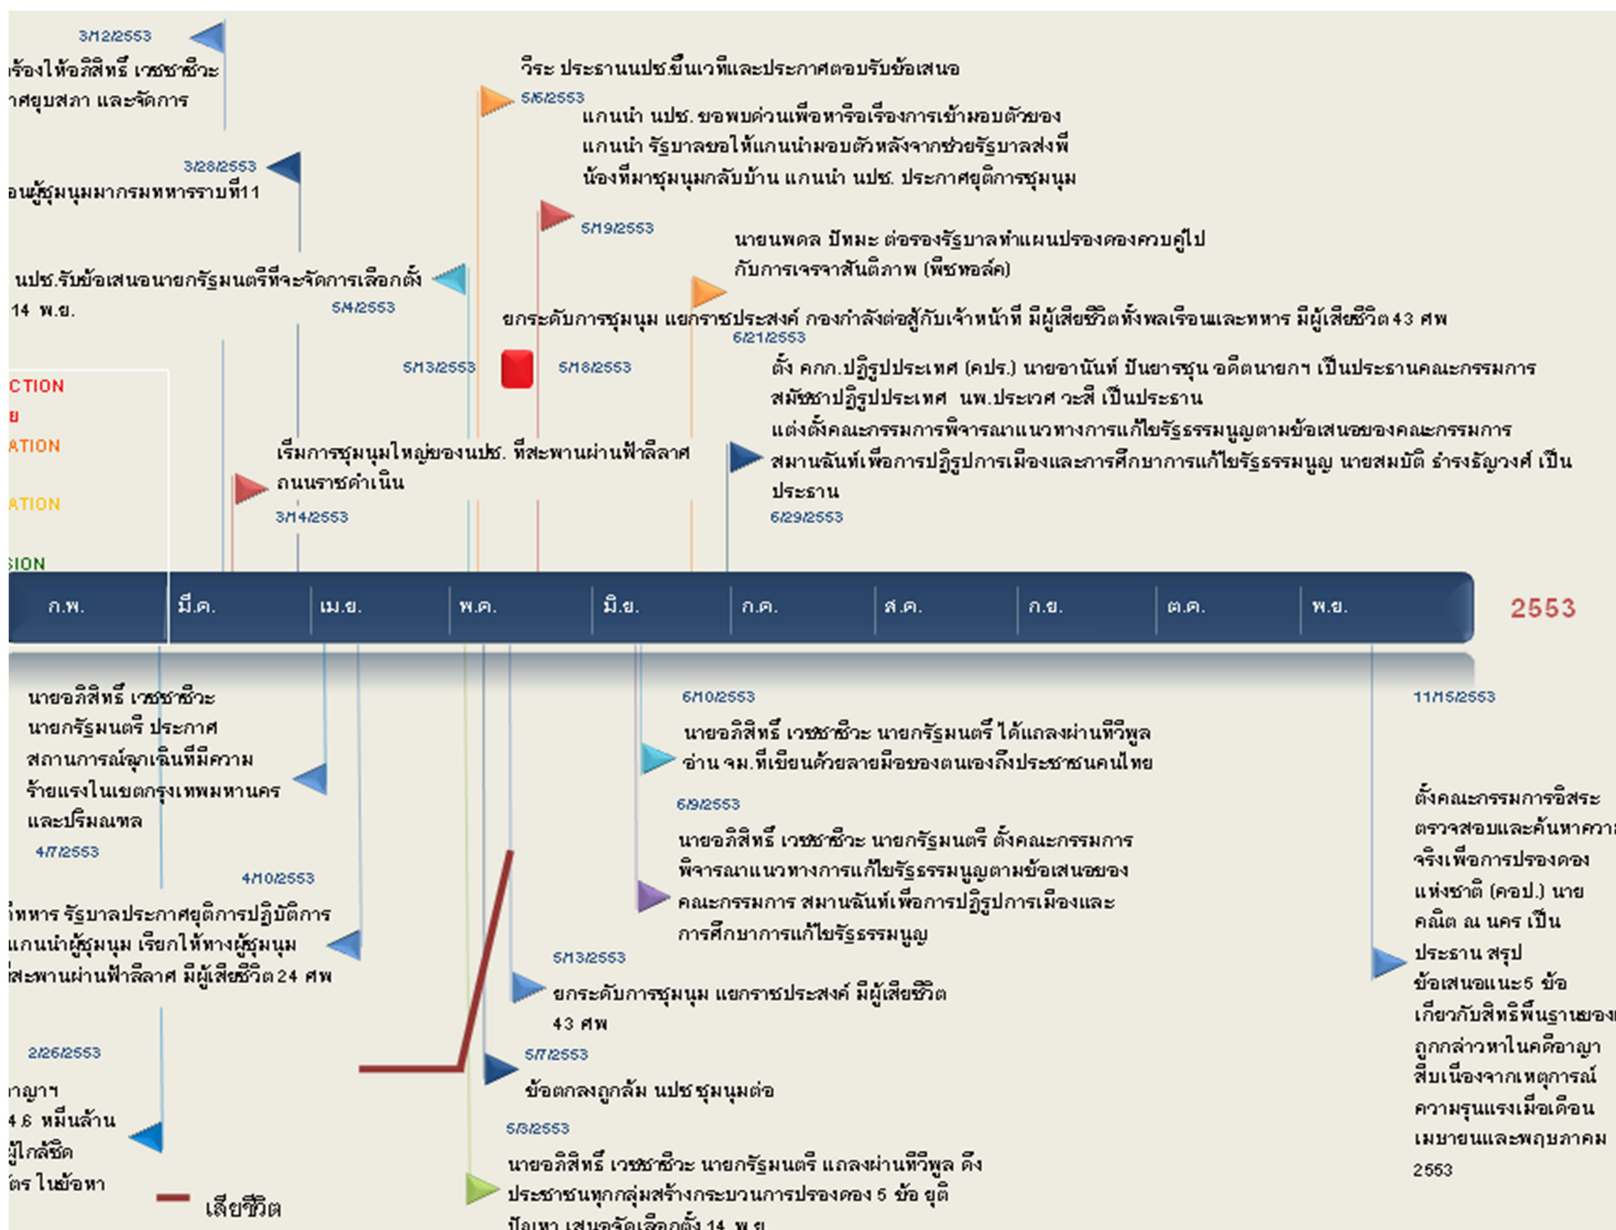 3/12/2553
กร้องให้อภิสิทธิ์ เวชชาชีวะ
าศยุบสภา และจัดการ
3/28/2553
อนผู้ชุมนุมมากรมทหารราบที่11
นปช.รับข้อเสนอนายกรัฐมนตรีที่จะจัดการเลือกตั้ง
14 พ.ย.
5/4/2553
วีระ ประธานนปช.ขึ้นเวทีและประกาศตอบรับข้อเสนอ
5/6/2553
แกนนำ นปช. ขอพบด่วนเพื่อหารือเรื่องการเข้ามอบตัวของ
แกนนำ รัฐบาลขอให้แกนนำมอบตัวหลังจากช่วยรัฐบาลส่งพี่
น้องที่มาชุมนุมกลับบ้าน แกนนำ นปช. ประกาศยุติการชุมนุม
5/19/2553
นายนพดล ปัทมะ ต่อรองรัฐบาลทำแผนปรองดองควบคู่ไป
กับการเจรจาสันติภาพ (พีซทอล์ค)
ยกระดับการชุมนุม แยกราชประสงค์ กองกำลังต่อสู้กับเจ้าหน้าที่ มีผู้เสียชีวิตทั้งพลเรือนและทหาร มีผู้เสียชีวิต 43 ศพ
6/21/2553
5/13/2553
5/18/2553
ตั้ง คกก.ปฏิรูปประเทศ (คปร.) นายอานันท์ ปันยารชุน อดีตนายกฯ เป็นประธานคณะกรรมการ
สมัชชาปฏิรูปประเทศ นพ.ประเวศ วะสี เป็นประธาน
แต่งตั้งคณะกรรมการพิจารณาแนวทางการแก้ไขรัฐธรรมนูญตามข้อเสนอของคณะกรรมการ
สมานฉันท์เพื่อการปฏิรูปการเมืองและการศึกษาการแก้ไขรัฐธรรมนูญ นายสมบัติ ธำรงธัญวงศ์ เป็น
ประธาน
6/29/2553
CTION
ย
ATION
ATION
SION
เริ่มการชุมนุมใหญ่ของนปช. ที่สะพานผ่านฟ้าลีลาศ
ถนนราชดำเนิน
3/14/2553
ก.พ. มี.ค. เม.ย. พ.ค. มิ.ย. ก.ค. ส.ค. ก.ย. ต.ค. พ.ย. 2553
นายอภิสิทธิ์ เวชชาชีวะ
นายกรัฐมนตรี ประกาศ
สถานการณ์ฉุกเฉินที่มีความ
ร้ายแรงในเขตกรุงเทพมหานคร
และปริมณฑล
4/7/2553
4/10/2553
ทหาร รัฐบาลประกาศยุติการปฏิบัติการ
แกนนำผู้ชุมนุม เรียกให้ทางผู้ชุมนุม
สะพานผ่านฟ้าลีลาศ มีผู้เสียชีวิต 24 ศพ
2/26/2553
าญาฯ
4.6 หมื่นล้าน
ผู้ใกล้ชิด
ตร ในข้อหา
เสียชีวิต
6/10/2553
นายอภิสิทธิ์ เวชชาชีวะ นายกรัฐมนตรี ได้แถลงผ่านทีวีพูล
อ่าน จม.ที่เขียนด้วยลายมือของตนเองถึงประชาชนคนไทย
6/9/2553
นายอภิสิทธิ์ เวชชาชีวะ นายกรัฐมนตรี ตั้งคณะกรรมการ
พิจารณาแนวทางการแก้ไขรัฐธรรมนูญตามข้อเสนอของ
คณะกรรมการ สมานฉันท์เพื่อการปฏิรูปการเมืองและ
การศึกษาการแก้ไขรัฐธรรมนูญ
5/13/2553
ยกระดับการชุมนุม แยกราชประสงค์ มีผู้เสียชีวิต
43 ศพ
5/7/2553
ข้อตกลงถูกล้ม นปช ชุมนุมต่อ
5/3/2553
นายอภิสิทธิ์ เวชชาชีวะ นายกรัฐมนตรี แถลงผ่านทีวีพูล ดึง
ประชาชนทุกกลุ่มสร้างกระบวนการปรองดอง 5 ข้อ ยุติ
ปัญหา เสนอจัดเลือกตั้ง 14 พ.ย.
11/15/2553
ตั้งคณะกรรมการอิสระ
ตรวจสอบและค้นหาควา
จริงเพื่อการปรองดอง
แห่งชาติ (คอป.) นาย
คณิต ณ นคร เป็น
ประธาน สรุป
ข้อเสนอแนะ 5 ข้อ
เกี่ยวกับสิทธิพื้นฐานของ
ถูกกล่าวหาในคดีอาญา
สืบเนื่องจากเหตุการณ์
ความรุนแรงเมื่อเดือน
เมษายนและพฤษภาคม
2553